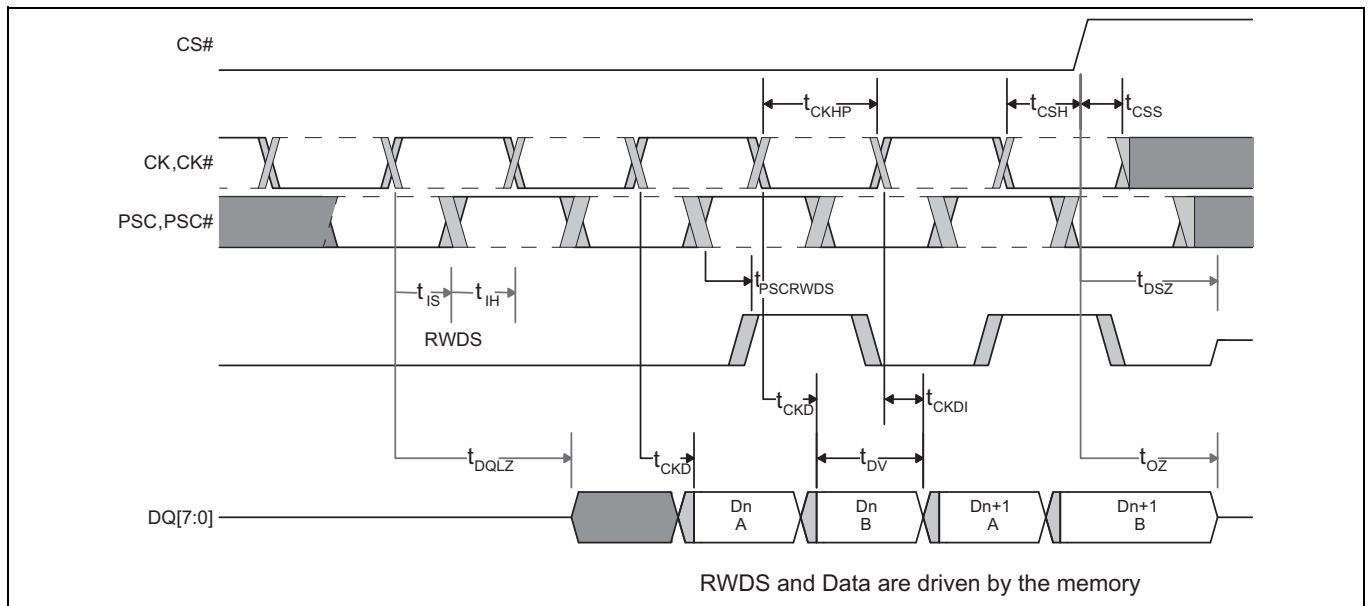 CS#
tCKHP
tCSH
tCSS
CK,CK#
PSC,PSC#
tIS
tIH
tPSCRWDS
tDSZ
RWDS
tCKD
tCKDI
tDQLZ
tCKD
tDV
tOZ
DQ[7:0]
Dn
A
Dn
B
Dn+1
A
Dn+1
B
RWDS and Data are driven by the memory